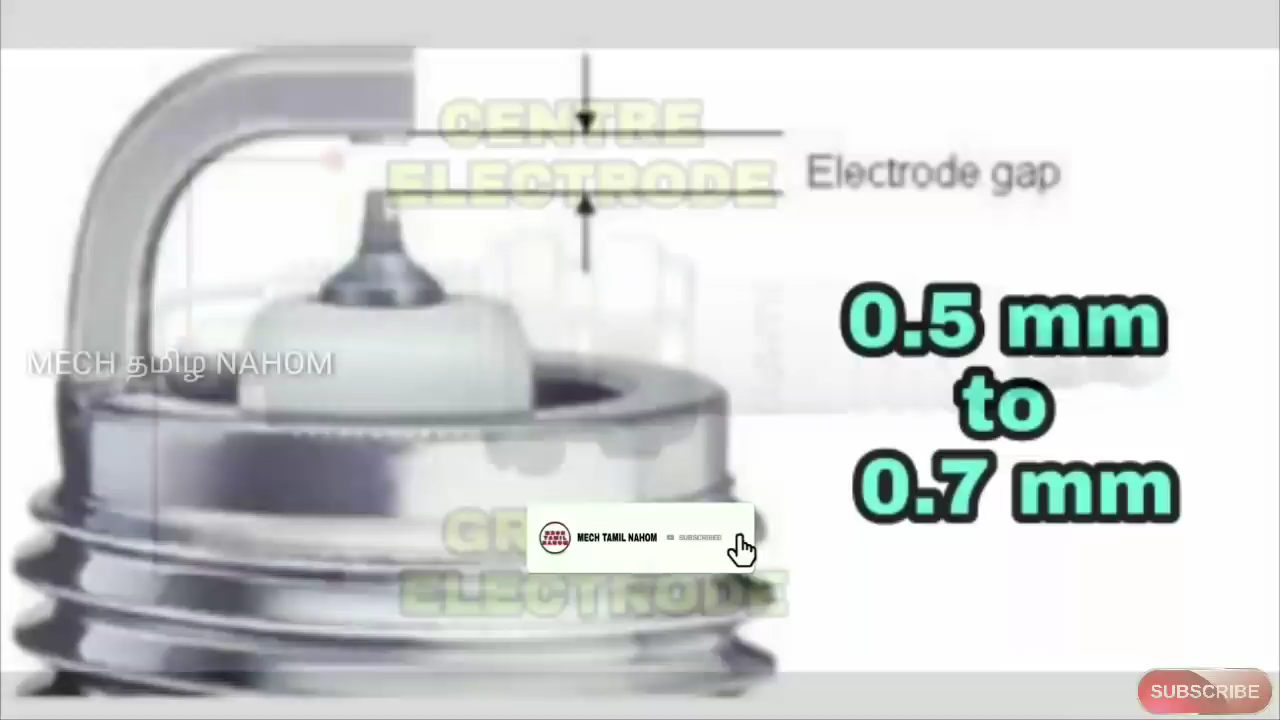 CENTRE
ELECTRODE
Electrode gap
0.5 mm
to
0.7 mm
MECH தமிழ் NAHOM
MECH TAMIL NAHOM SUBSCRIBED
ELECTRODE
SUBSCRIBE